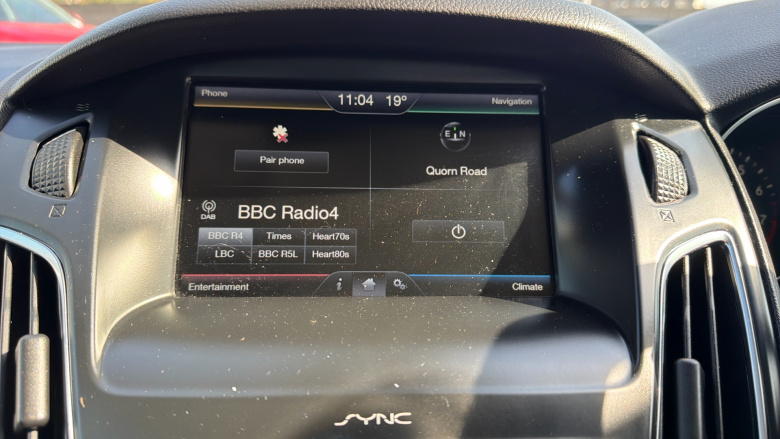 Phone
11:04 19°
Navigation
E N
Pair phone
Quorn Road
DAB
BBC Radio4
BBC R4 Times Heart70s
LBC BBC R5L Heart80s
Entertainment
i
Climate
SYNC